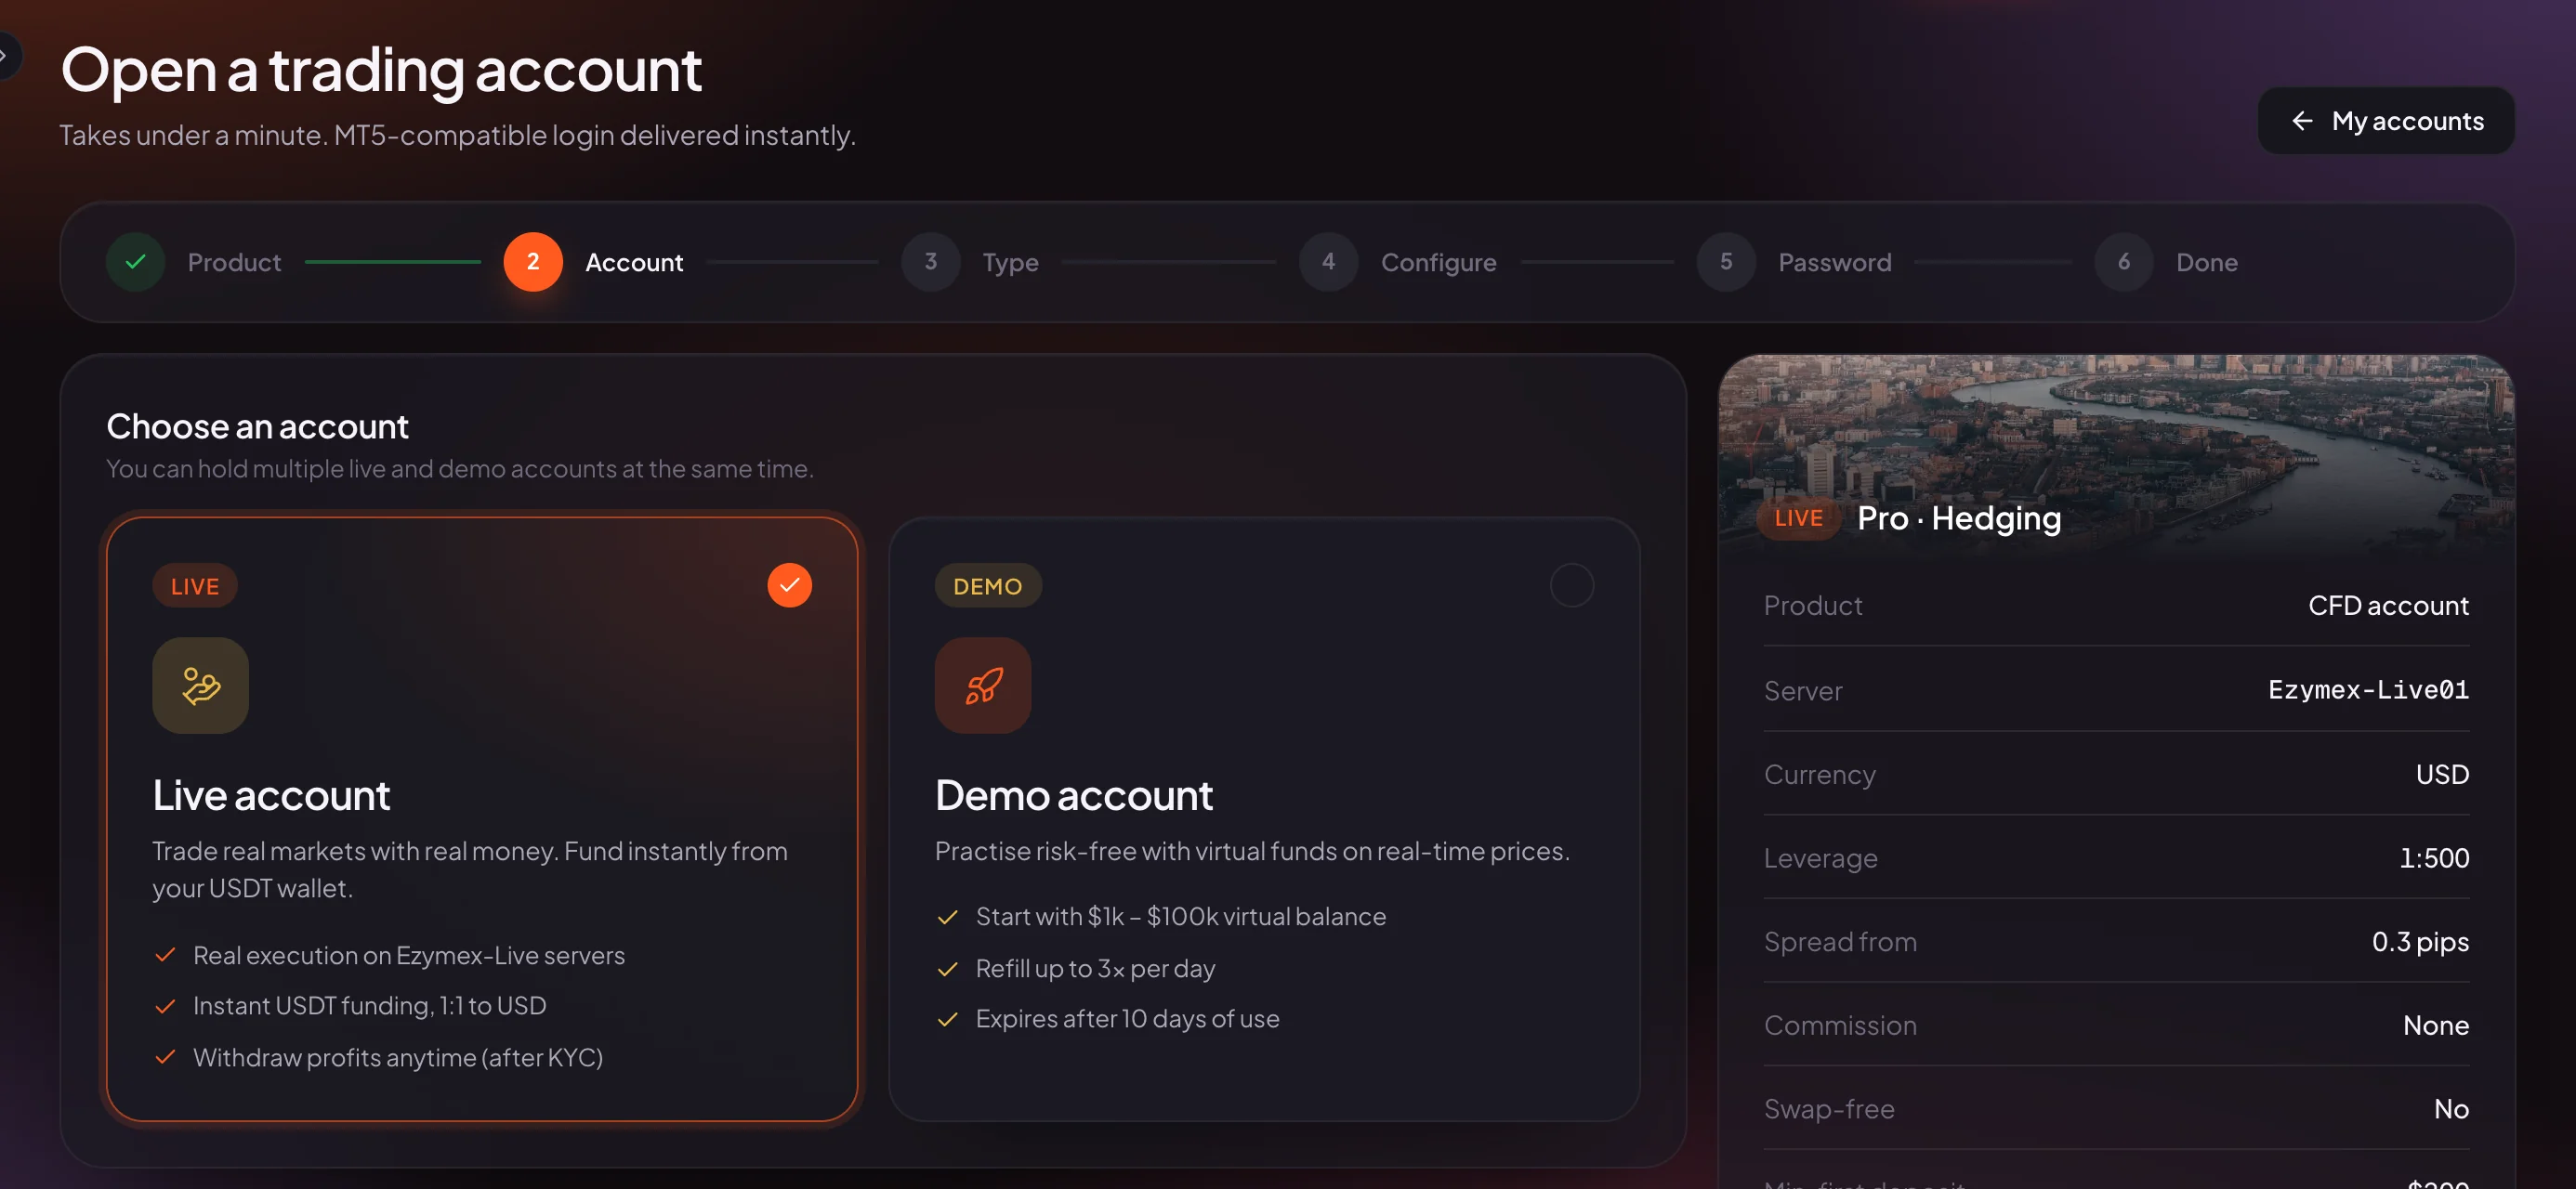 Open a trading account
Takes under a minute. MT5-compatible login delivered instantly.
My accounts
Product
2 Account
3 Type
4 Configure
5 Password
6 Done
Choose an account
You can hold multiple live and demo accounts at the same time.
LIVE
Live account
Trade real markets with real money. Fund instantly from
your USDT wallet.
Real execution on Ezymex-Live servers
Instant USDT funding, 1:1 to USD
Withdraw profits anytime (after KYC)
DEMO
Demo account
Practise risk-free with virtual funds on real-time prices.
Start with $1k – $100k virtual balance
Refill up to 3× per day
Expires after 10 days of use
LIVE Pro · Hedging
Product CFD account
Server Ezymex-Live01
Currency USD
Leverage 1:500
Spread from 0.3 pips
Commission None
Swap-free No